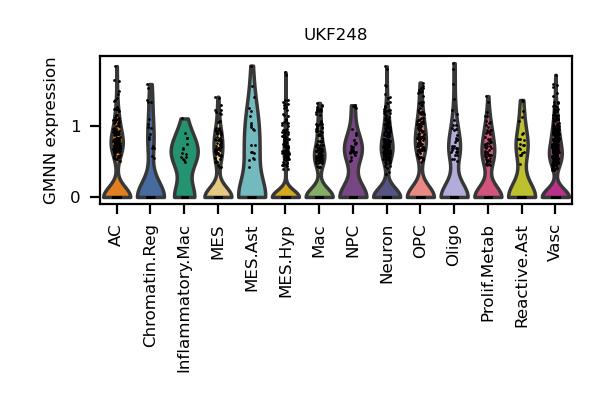 UKF248
GMNN expression
1
0
AC
Chromatin.Reg
Inflammatory.Mac
MES
MES.Ast
MES.Hyp
Mac
NPC
Neuron
OPC
Oligo
Prolif.Metab
Reactive.Ast
Vasc